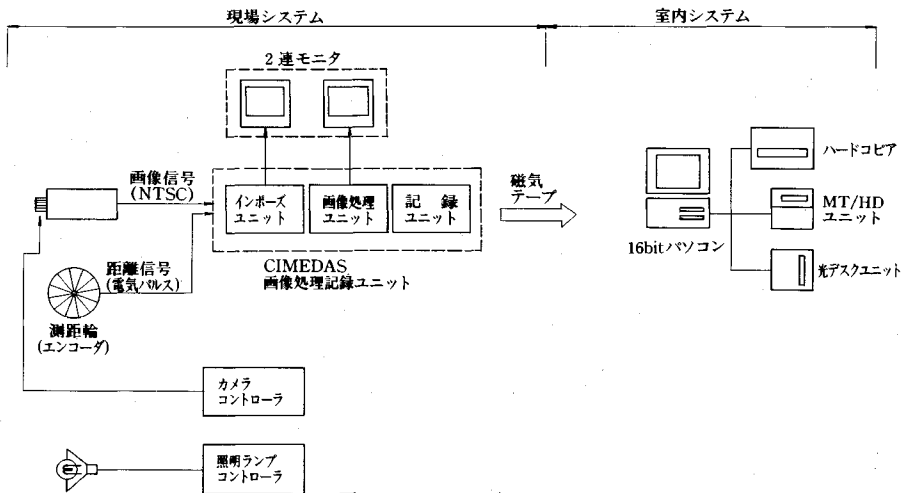 現場システム
室内システム
2連モニタ
画像信号
(NTSC)
インポーズ
ユニット
画像処理
ユニット
記録
ユニット
磁気
テープ
ハードコピア
MT/HD
ユニット
16bitパソコン
光デスクユニット
距離信号
(電気パルス)
CIMEDAS
画像処理記録ユニット
測距輪
(エンコーダ)
カメラ
コントローラ
照明ランプ
コントローラ